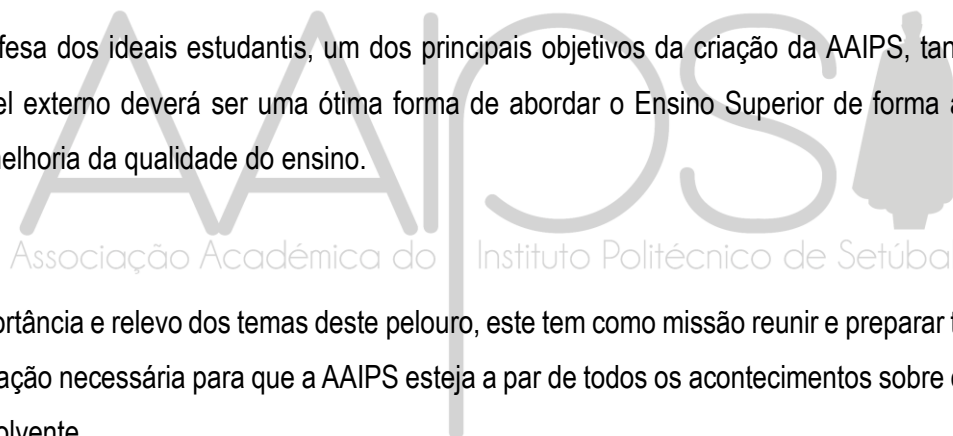 fesa dos ideais estudantis, um dos principais objetivos da criação da AAIPS, tan
el externo deverá ser uma ótima forma de abordar o Ensino Superior de forma a
elhoria da qualidade do ensino.
AAIPS
Associação Académica do Instituto Politécnico de Setúbal
ortância e relevo dos temas deste pelouro, este tem como missão reunir e preparar t
ação necessária para que a AAIPS esteja a par de todos os acontecimentos sobre
olvente